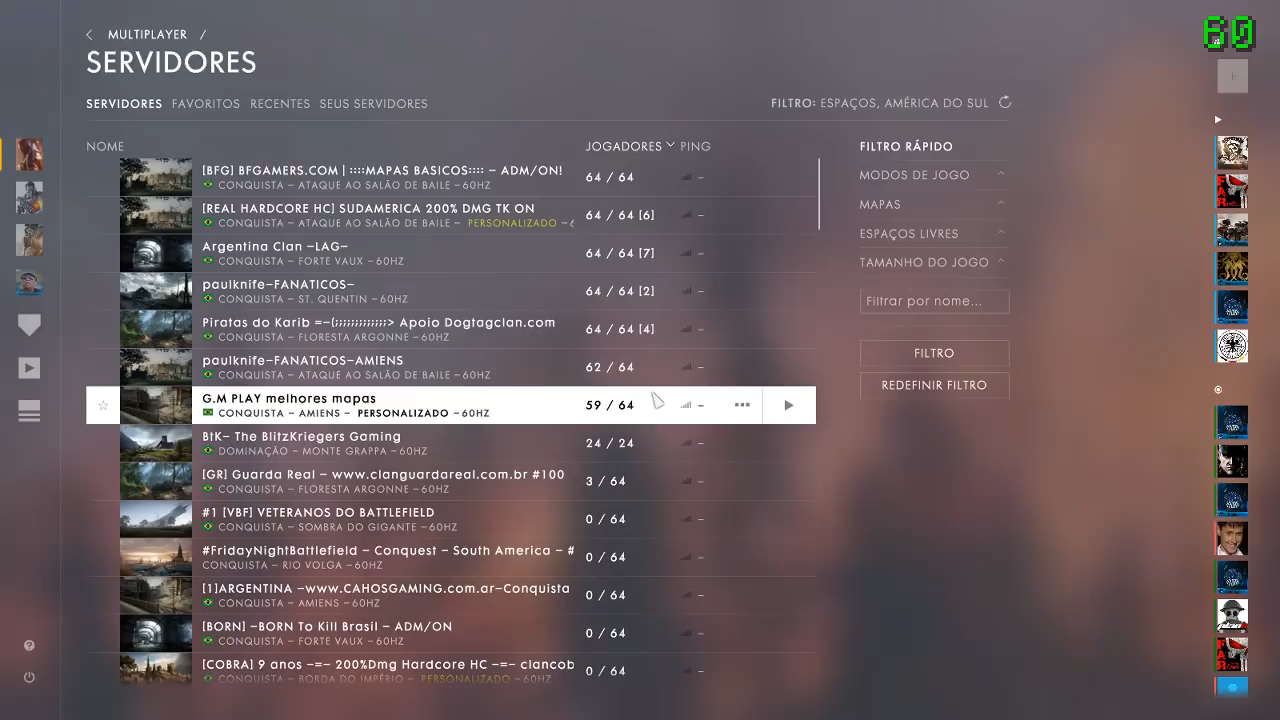 MULTIPLAYER /
60
SERVIDORES
SERVIDORES FAVORITOS RECENTES SEUS SERVIDORES
FILTRO: ESPAÇOS, AMÉRICA DO SUL
NOME JOGADORES PING
[BFG] BFGAMERS.COM | ::::MAPAS BASICOS:::: – ADM/ON!
CONQUISTA – ATAQUE AO SALÃO DE BAILE – 60HZ
64 / 64 –
[REAL HARDCORE HC] SUDAMERICA 200% DMG TK ON
CONQUISTA – ATAQUE AO SALÃO DE BAILE – PERSONALIZADO – 6
64 / 64 [6] –
Argentina Clan –LAG–
CONQUISTA – FORTE VAUX – 60HZ
64 / 64 [7] –
paulknife–FANATICOS–
CONQUISTA – ST. QUENTIN – 60HZ
64 / 64 [2] –
Piratas do Karib =–(;;;;;;;;;;;;> Apoio Dogtagclan.com
CONQUISTA – FLORESTA ARGONNE – 60HZ
64 / 64 [4] –
paulknife–FANATICOS–AMIENS
CONQUISTA – ATAQUE AO SALÃO DE BAILE – 60HZ
62 / 64 –
G.M PLAY melhores mapas
CONQUISTA – AMIENS – PERSONALIZADO – 60HZ
59 / 64 –
BtK– The BlitzKriegers Gaming
DOMINAÇÃO – MONTE GRAPPA – 60HZ
24 / 24 –
[GR] Guarda Real – www.clanguardareal.com.br #100
CONQUISTA – FLORESTA ARGONNE – 60HZ
3 / 64 –
#1 [VBF] VETERANOS DO BATTLEFIELD
CONQUISTA – SOMBRA DO GIGANTE – 60HZ
0 / 64 –
#FridayNightBattlefield – Conquest – South America – #
CONQUISTA – RIO VOLGA – 60HZ
0 / 64 –
[1]ARGENTINA –www.CAHOSGAMING.com.ar–Conquista
CONQUISTA – AMIENS – 60HZ
0 / 64 –
[BORN] –BORN To Kill Brasil – ADM/ON
CONQUISTA – FORTE VAUX – 60HZ
0 / 64 –
[COBRA] 9 anos –=– 200%Dmg Hardcore HC –=– clancob
CONQUISTA – BORDA DO IMPÉRIO – PERSONALIZADO – 60HZ
0 / 64 –
FILTRO RÁPIDO
MODOS DE JOGO
MAPAS
ESPAÇOS LIVRES
TAMANHO DO JOGO
Filtrar por nome...
FILTRO
REDEFINIR FILTRO